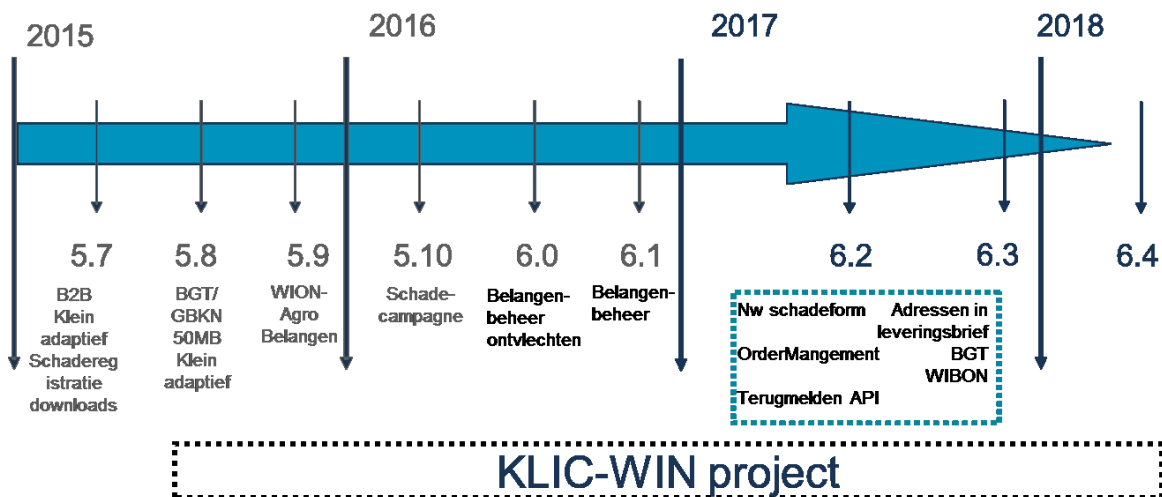 2015
2016
2017
2018
5.7
5.8
5.9
5.10
6.0
6.1
6.2
6.3
6.4
B2B
Klein
adaptief
Schadereg
istratie
downloads
BGT/
GBKN
50MB
Klein
adaptief
WION-
Agro
Belangen
Schade-
campagne
Belangen-
beheer
ontvlechten
Belangen-
beheer
Nw schadeform
OrderMangement
Terugmelden API
Adressen in
leveringsbrief
BGT
WIBON
KLIC-WIN project